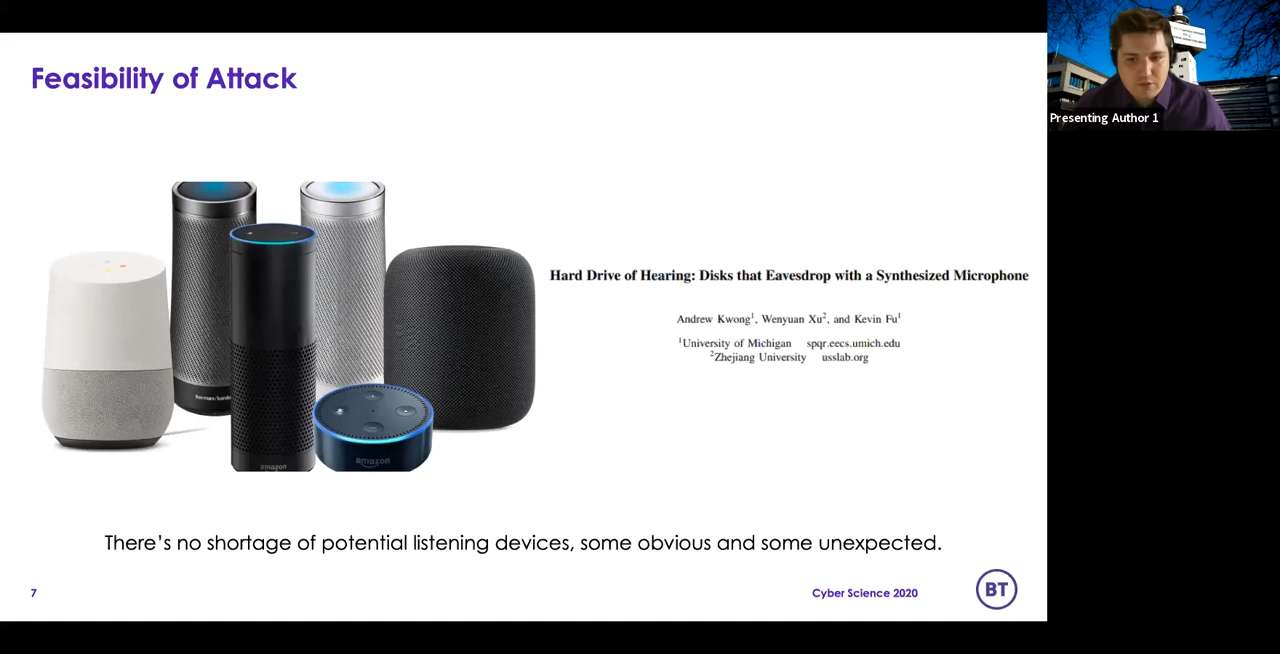 Feasibility of Attack
Presenting Author 1
harman/kardon
amazon
amazon
Hard Drive of Hearing: Disks that Eavesdrop with a Synthesized Microphone
Andrew Kwong1, Wenyuan Xu2, and Kevin Fu1
1University of Michigan spqr.eecs.umich.edu
2Zhejiang University usslab.org
There's no shortage of potential listening devices, some obvious and some unexpected.
7
Cyber Science 2020
BT